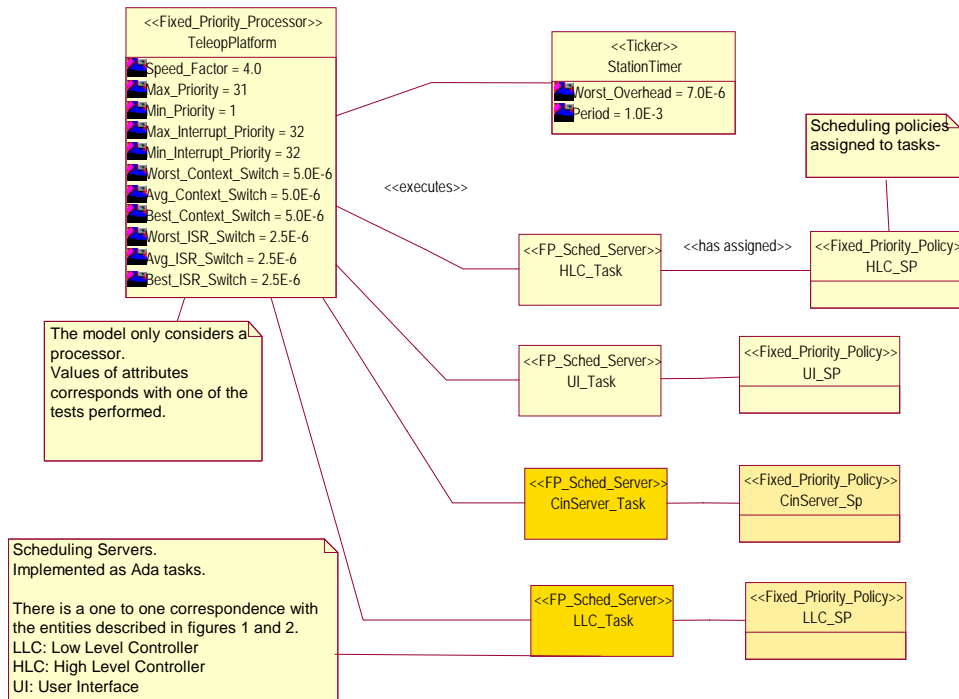 <<Fixed_Priority_Processor>>
TeleopPlatform
Speed_Factor = 4.0
Max_Priority = 31
Min_Priority = 1
Max_Interrupt_Priority = 32
Min_Interrupt_Priority = 32
Worst_Context_Switch = 5.0E-6
Avg_Context_Switch = 5.0E-6
Best_Context_Switch = 5.0E-6
Worst_ISR_Switch = 2.5E-6
Avg_ISR_Switch = 2.5E-6
Best_ISR_Switch = 2.5E-6
<<Ticker>>
StationTimer
Worst_Overhead = 7.0E-6
Period = 1.0E-3
Scheduling policies
assigned to tasks-
<<executes>>
<<FP_Sched_Server>>
HLC_Task
<<has assigned>>
<<Fixed_Priority_Policy>>
HLC_SP
The model only considers a
processor.
Values of attributes
corresponds with one of the
tests performed.
<<FP_Sched_Server>>
UI_Task
<<Fixed_Priority_Policy>>
UI_SP
<<FP_Sched_Server>>
CinServer_Task
<<Fixed_Priority_Policy>>
CinServer_Sp
Scheduling Servers.
Implemented as Ada tasks.
There is a one to one correspondence with
the entities described in figures 1 and 2.
LLC: Low Level Controller
HLC: High Level Controller
UI: User Interface
<<FP_Sched_Server>>
LLC_Task
<<Fixed_Priority_Policy>>
LLC_SP